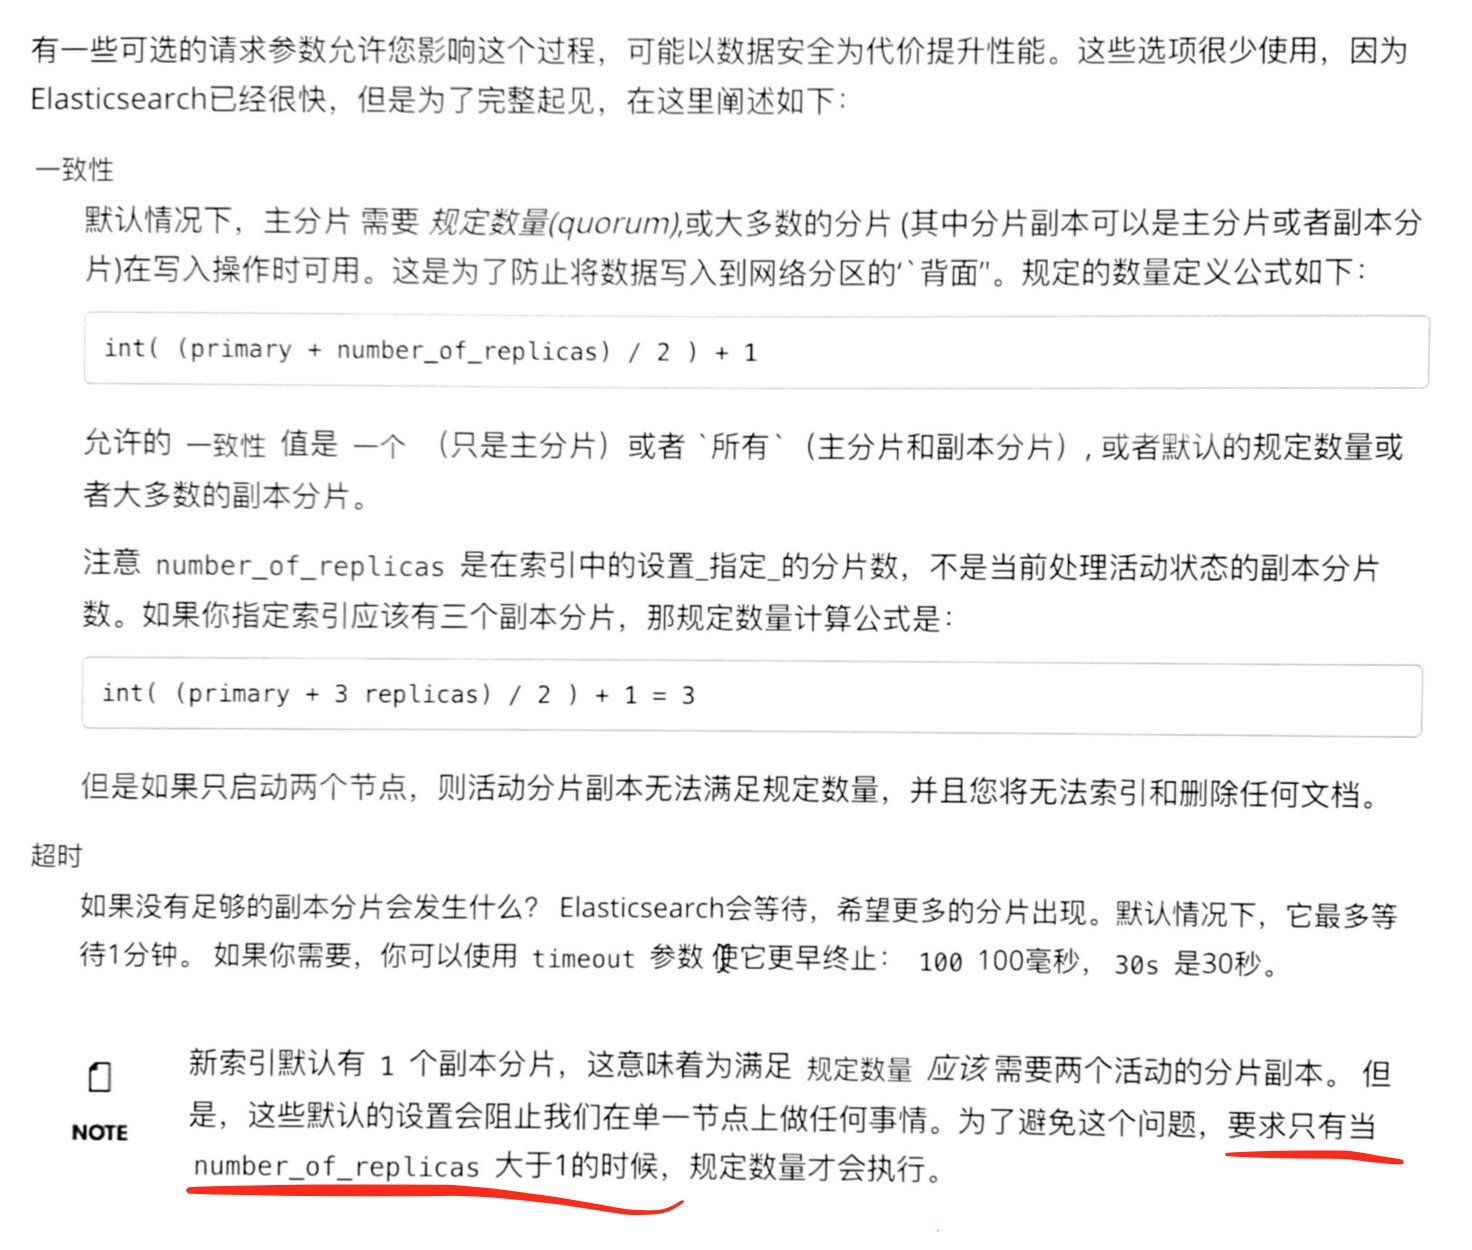 有一些可选的请求参数允许您影响这个过程，可能以数据安全为代价提升性能。这些选项很少使用，因为
Elasticsearch已经很快，但是为了完整起见，在这里阐述如下：
一致性
默认情况下，主分片 需要 规定数量(quorum),或大多数的分片 (其中分片副本可以是主分片或者副本分
片)在写入操作时可用。这是为了防止将数据写入到网络分区的‘`背面”。规定的数量定义公式如下：
int( (primary + number_of_replicas) / 2 ) + 1
允许的 一致性 值是 一个 （只是主分片）或者 `所有`（主分片和副本分片）, 或者默认的规定数量或
者大多数的副本分片。
注意 number_of_replicas 是在索引中的设置_指定_的分片数，不是当前处理活动状态的副本分片
数。如果你指定索引应该有三个副本分片，那规定数量计算公式是：
int( (primary + 3 replicas) / 2 ) + 1 = 3
但是如果只启动两个节点，则活动分片副本无法满足规定数量，并且您将无法索引和删除任何文档。
超时
如果没有足够的副本分片会发生什么？ Elasticsearch会等待，希望更多的分片出现。默认情况下，它最多等
待1分钟。 如果你需要，你可以使用 timeout 参数 使它更早终止： 100 100毫秒， 30s 是30秒。
新索引默认有 1 个副本分片，这意味着为满足 规定数量 应该 需要两个活动的分片副本。 但
是，这些默认的设置会阻止我们在单一节点上做任何事情。为了避免这个问题，要求只有当
NOTE
number_of_replicas 大于1的时候，规定数量才会执行。